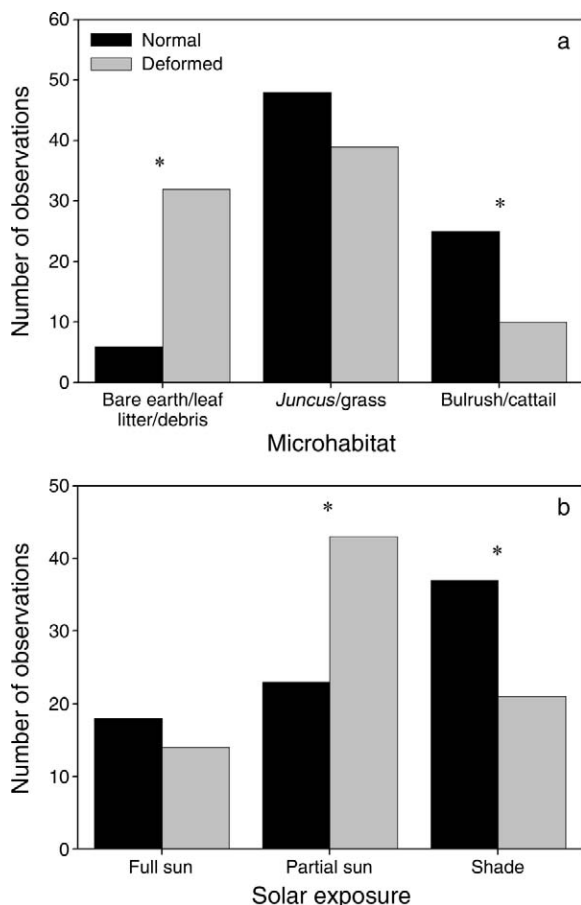 60
a
Normal
Deformed
50
40
*
*
30
20
10
0
Number of observations
Bare earth/leaf
litter/debris
Juncus/grass
Bulrush/cattail
Microhabitat
50
b
*
40
*
30
20
10
0
Number of observations
Full sun
Partial sun
Shade
Solar exposure